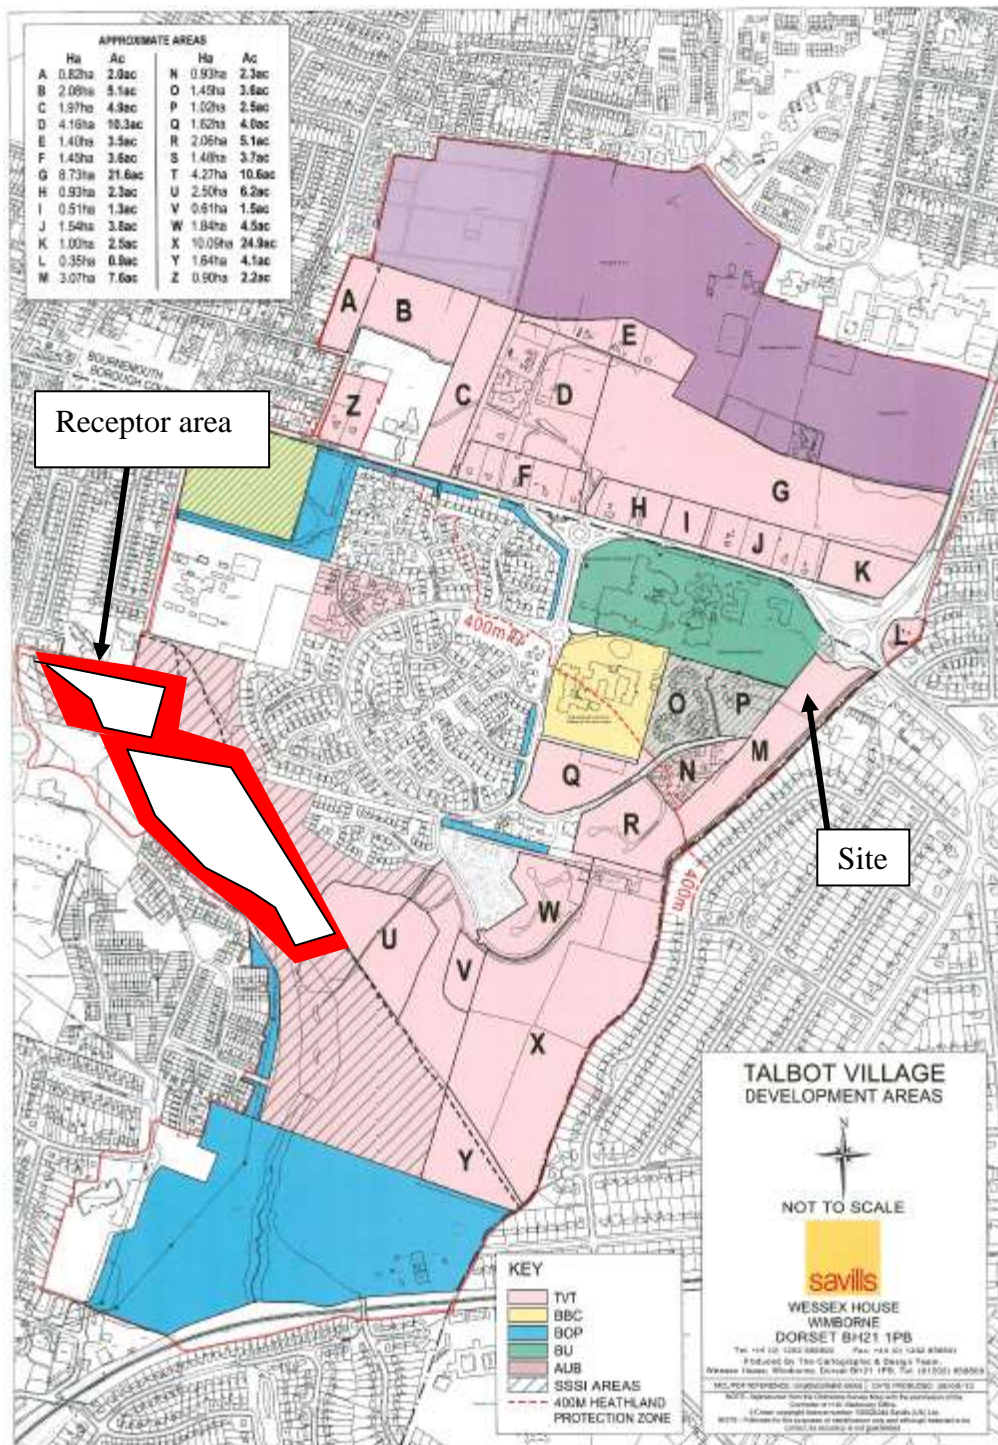 APPROXIMATE AREAS
Ha Ac Ha Ac
A 0.82ha 2.0ac N 0.93ha 2.3ac
B 2.08ha 5.1ac O 1.45ha 3.6ac
C 1.97ha 4.9ac P 1.02ha 2.5ac
D 4.16ha 10.3ac Q 1.62ha 4.0ac
E 1.40ha 3.5ac R 2.06ha 5.1ac
F 1.45ha 3.6ac S 1.48ha 3.7ac
G 8.73ha 21.6ac T 4.27ha 10.6ac
H 0.93ha 2.3ac U 2.50ha 6.2ac
I 0.51ha 1.3ac V 0.61ha 1.5ac
J 1.54ha 3.8ac W 1.84ha 4.5ac
K 1.00ha 2.5ac X 10.09ha 24.9ac
L 0.35ha 0.9ac Y 1.64ha 4.1ac
M 3.07ha 7.6ac Z 0.90ha 2.2ac
A
B
E
BOURNEMOUTH
BOROUGH
Z
C
D
Receptor area
F
G
H
I
J
K
400m
L
O
P
M
Q
N
R
Site
400m
W
U
V
X
Y
TALBOT VILLAGE
DEVELOPMENT AREAS
N
NOT TO SCALE
savills
WESSEX HOUSE
WIMBORNE
DORSET BH21 1PB
KEY
TVT
BBC
BOP
BU
AUB
SSSI AREAS
400M HEATHLAND
PROTECTION ZONE